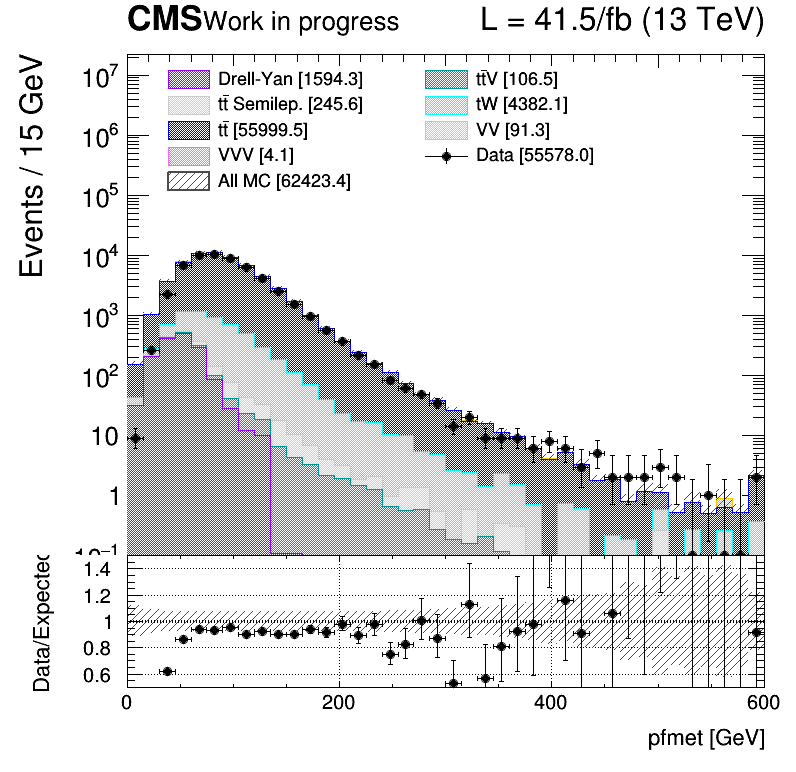 CMS Work in progress L = 41.5/fb (13 TeV)
Events / 15 GeV
Drell-Yan [1594.3]
tt̄ Semilep. [245.6]
tt̄ [55999.5]
VVV [4.1]
All MC [62423.4]
tt̄V [106.5]
tW [4382.1]
VV [91.3]
Data [55578.0]
10⁷
10⁶
10⁵
10⁴
10³
10²
10
1
10⁻¹
Data/Expected
1.4
1.2
1
0.8
0.6
0 200 400 600
pfmet [GeV]